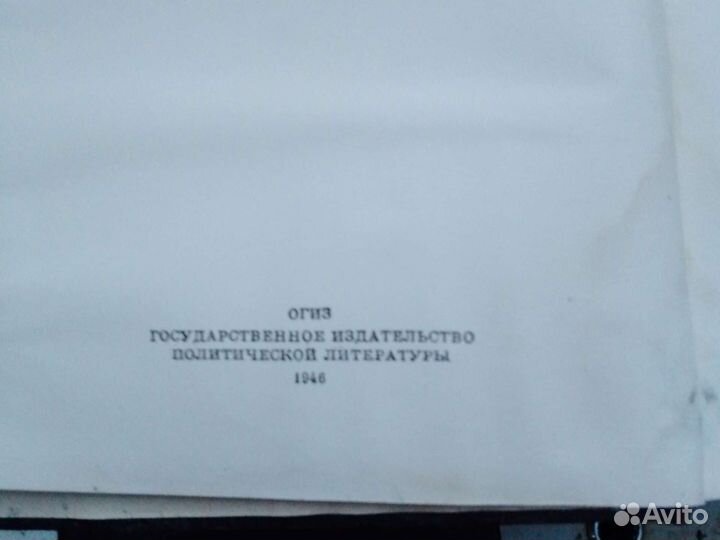 ОГИЗ
ГОСУДАРСТВЕННОЕ ИЗДАТЕЛЬСТВО
ПОЛИТИЧЕСКОЙ ЛИТЕРАТУРЫ
1946
Avito